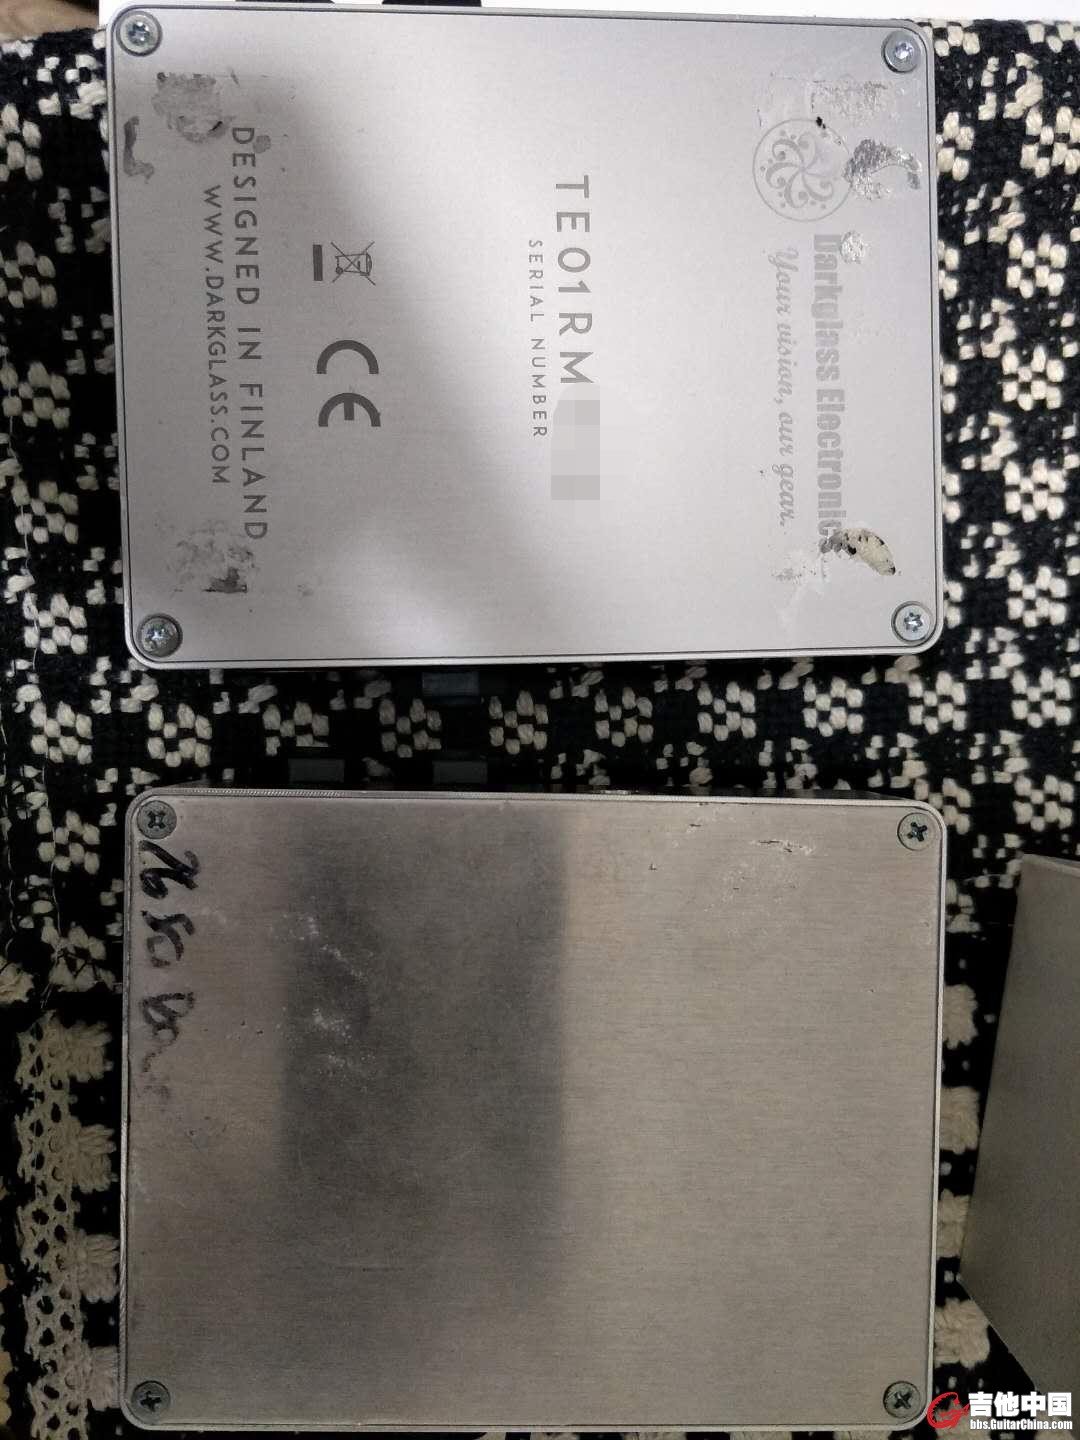 Darkglass Electronics
Your vision, our gear.
TE01RM
SERIAL NUMBER
CE
DESIGNED IN FINLAND
WWW.DARKGLASS.COM
吉他中国
bbs.GuitarChina.com